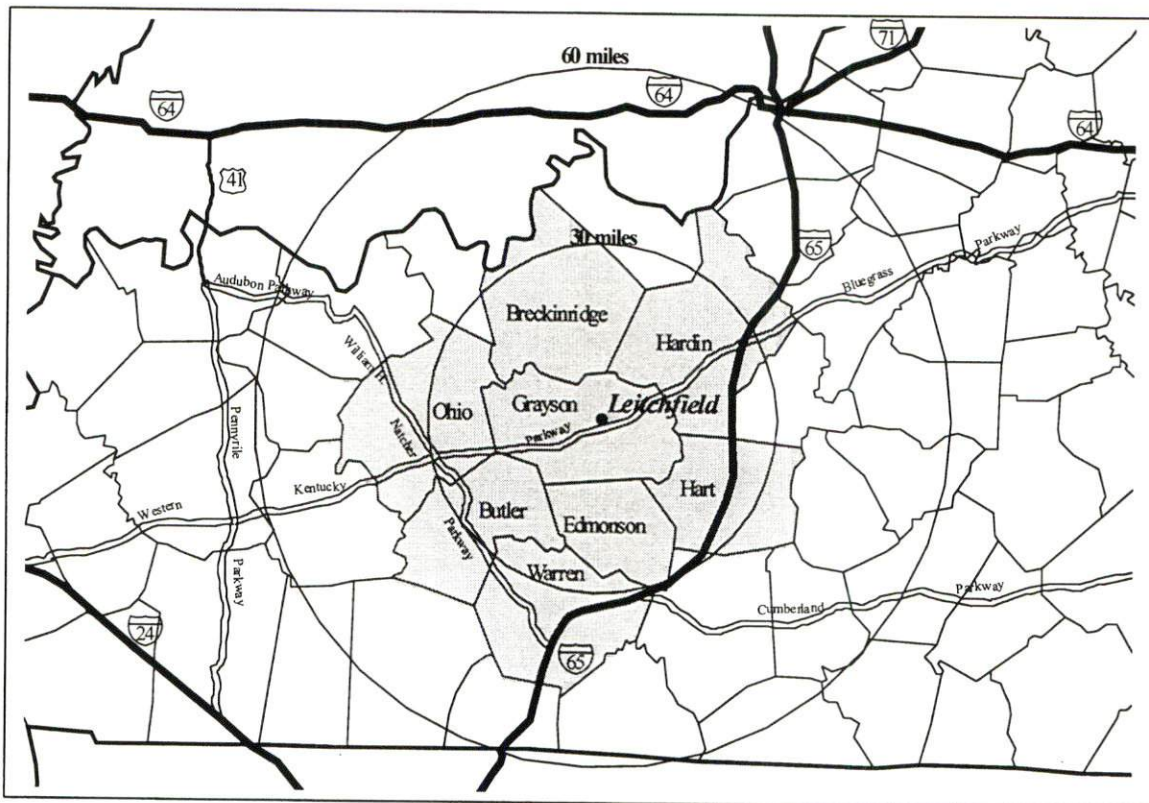 71
60 miles
64
64
64
41
65
Parkway
30 miles
Bluegrass
Audubon Parkway
Breckinridge
Hardin
William H.
Ohio
Grayson
Leitchfield
Pennyrile
Natcher
Parkway
Kentucky
Hart
Western
Butler
Edmonson
Parkway
Warren
Parkway
Cumberland
Parkway
24
65